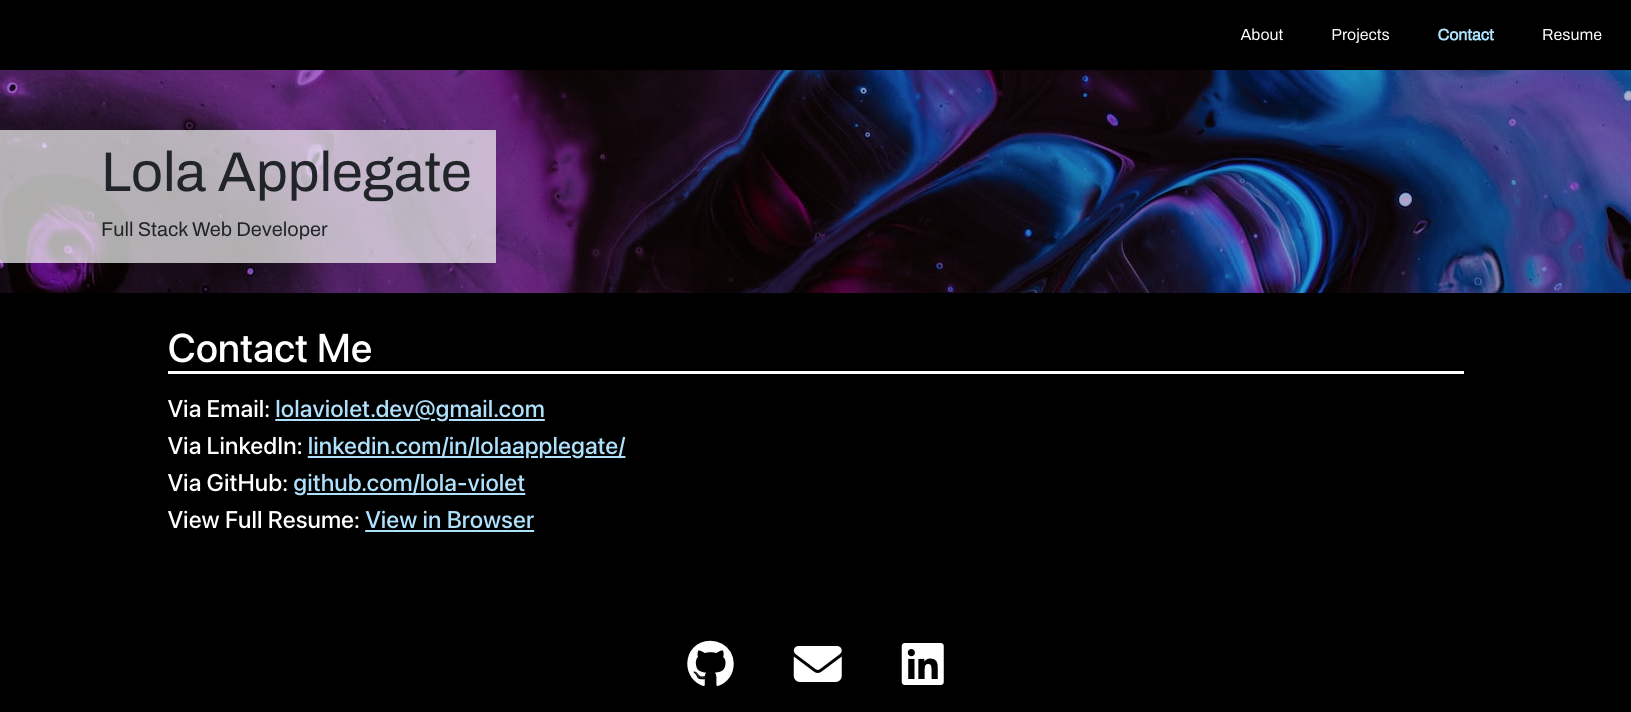 About Projects Contact Resume
Lola Applegate
Full Stack Web Developer
Contact Me
Via Email: lolaviolet.dev@gmail.com
Via LinkedIn: linkedin.com/in/lolaapplegate/
Via GitHub: github.com/lola-violet
View Full Resume: View in Browser
in